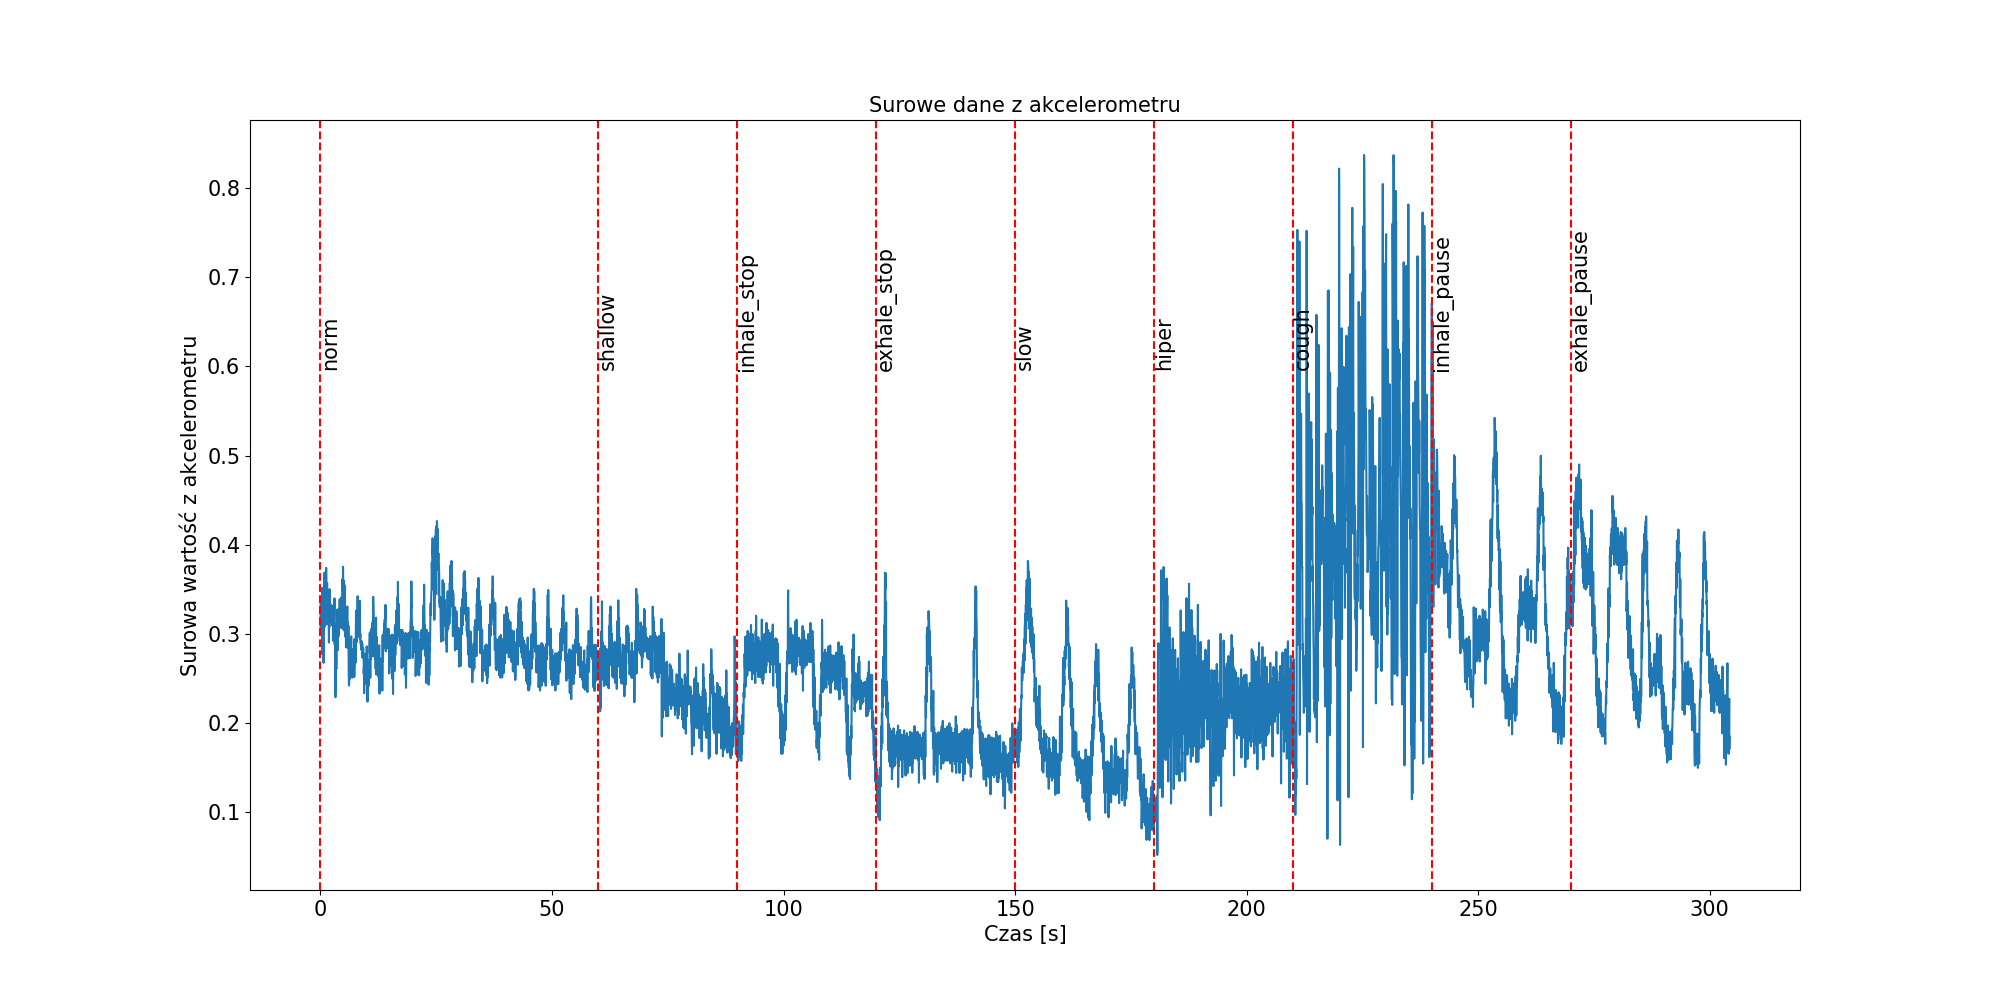 Surowe dane z akcelerometru
Surowa wartość z akcelerometru
0.8
0.7
0.6
0.5
0.4
0.3
0.2
0.1
norm
shallow
inhale_stop
exhale_stop
slow
hiper
cough
inhale_pause
exhale_pause
0 50 100 150 200 250 300
Czas [s]